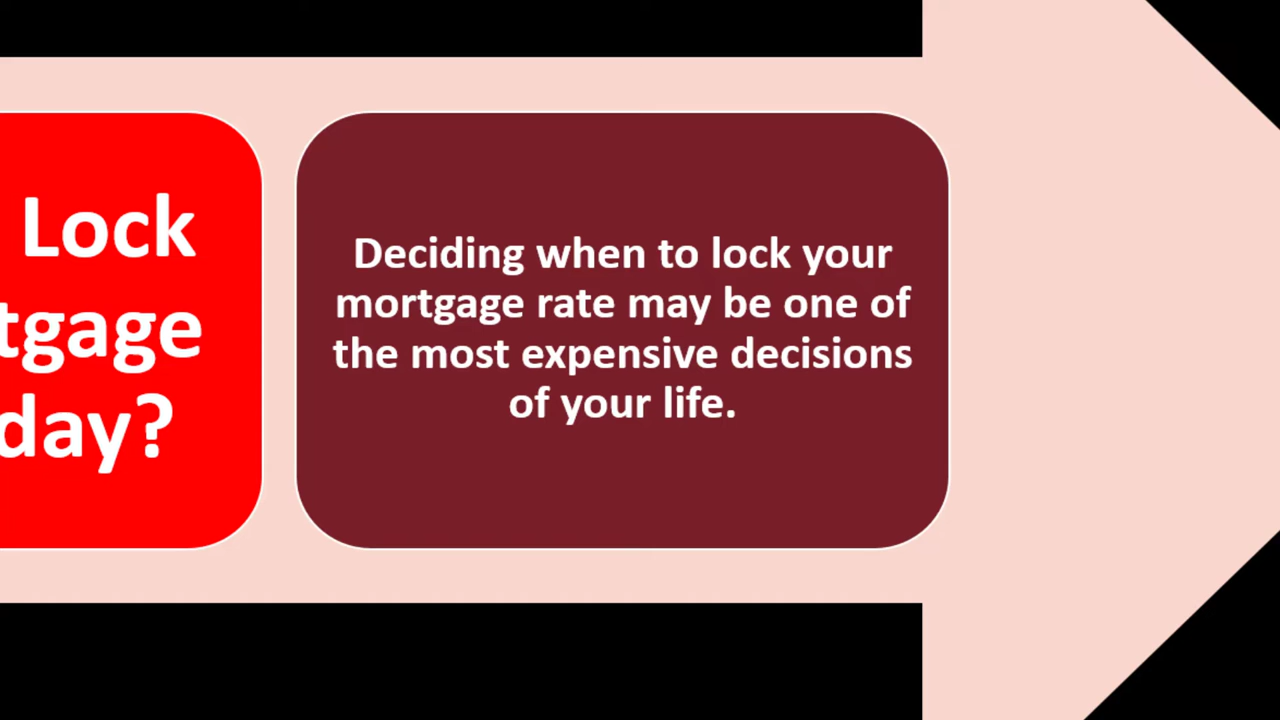 Lock
tgage
day?
Deciding when to lock your
mortgage rate may be one of
the most expensive decisions
of your life.